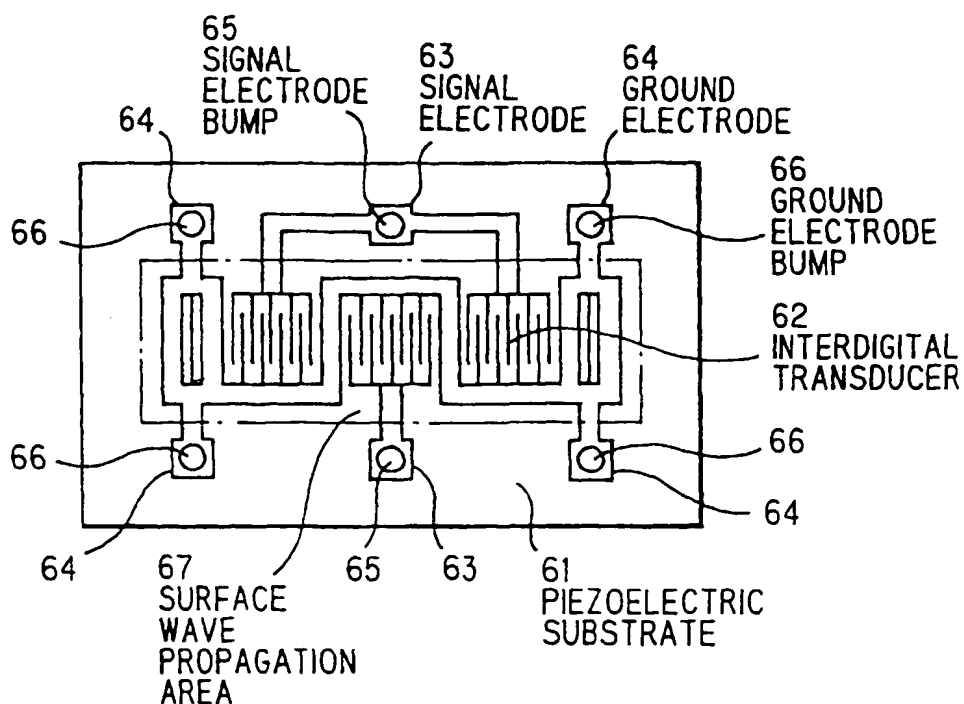 65
SIGNAL
ELECTRODE
BUMP
63
SIGNAL
ELECTRODE
64
GROUND
ELECTRODE
64
66
66
GROUND
ELECTRODE
BUMP
62
INTERDIGITAL
TRANSDUCER
66
66
64
64
67
SURFACE
WAVE
PROPAGATION
AREA
65
63
61
PIEZOELECTRIC
SUBSTRATE